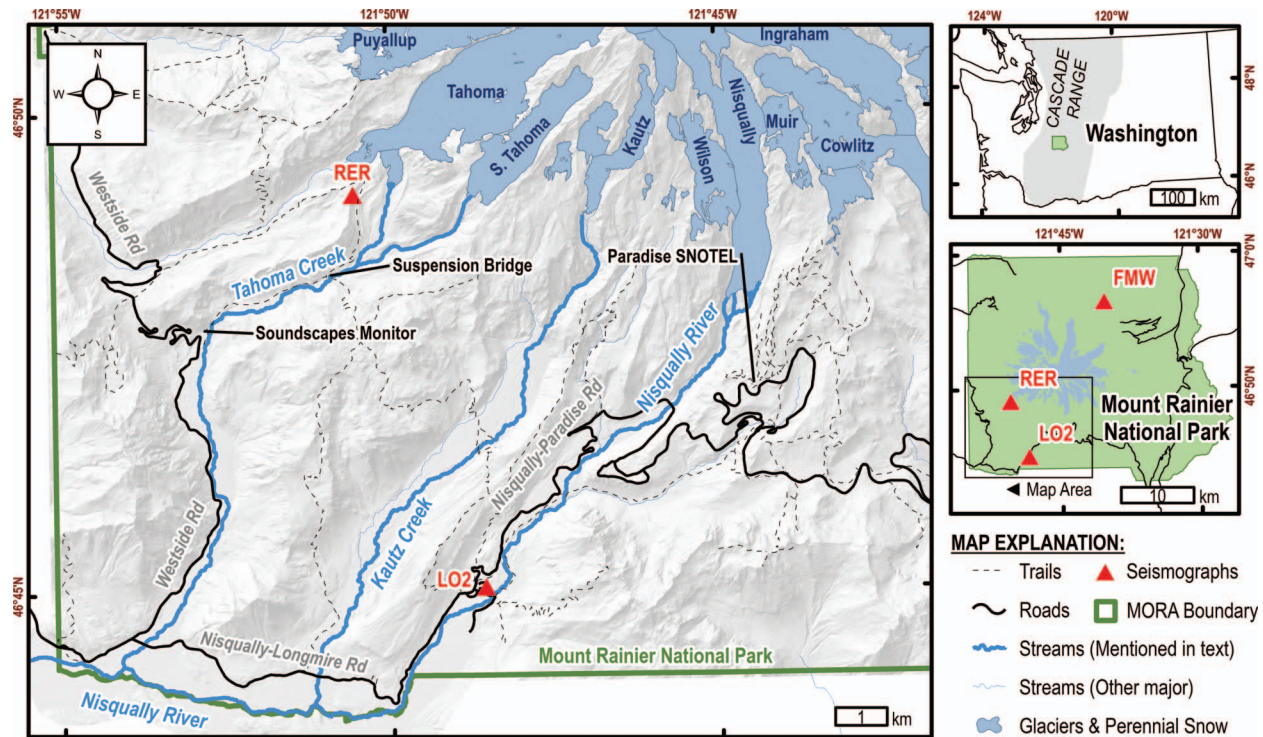 121°55'W
121°50'W
121°45'W
46°50'N
46°45'N
N
W
E
S
Puyallup
Tahoma
S. Tahoma
Kautz
Wilson
Nisqually
Ingraham
Muir
Cowlitz
RER
Westside Rd
Tahoma Creek
Suspension Bridge
Paradise SNOTEL
Soundscapes Monitor
Nisqually River
Nisqually-Paradise Rd
Westside Rd
Kautz Creek
LO2
Nisqually-Longmire Rd
Mount Rainier National Park
Nisqually River
1 km
124°W
120°W
48°N
46°N
CASCADE
RANGE
Washington
100 km
121°45'W
121°30'W
47°0'N
46°50'N
FMW
RER
LO2
Mount Rainier
National Park
Map Area
10 km
MAP EXPLANATION:
Trails
Seismographs
Roads
MORA Boundary
Streams (Mentioned in text)
Streams (Other major)
Glaciers & Perennial Snow